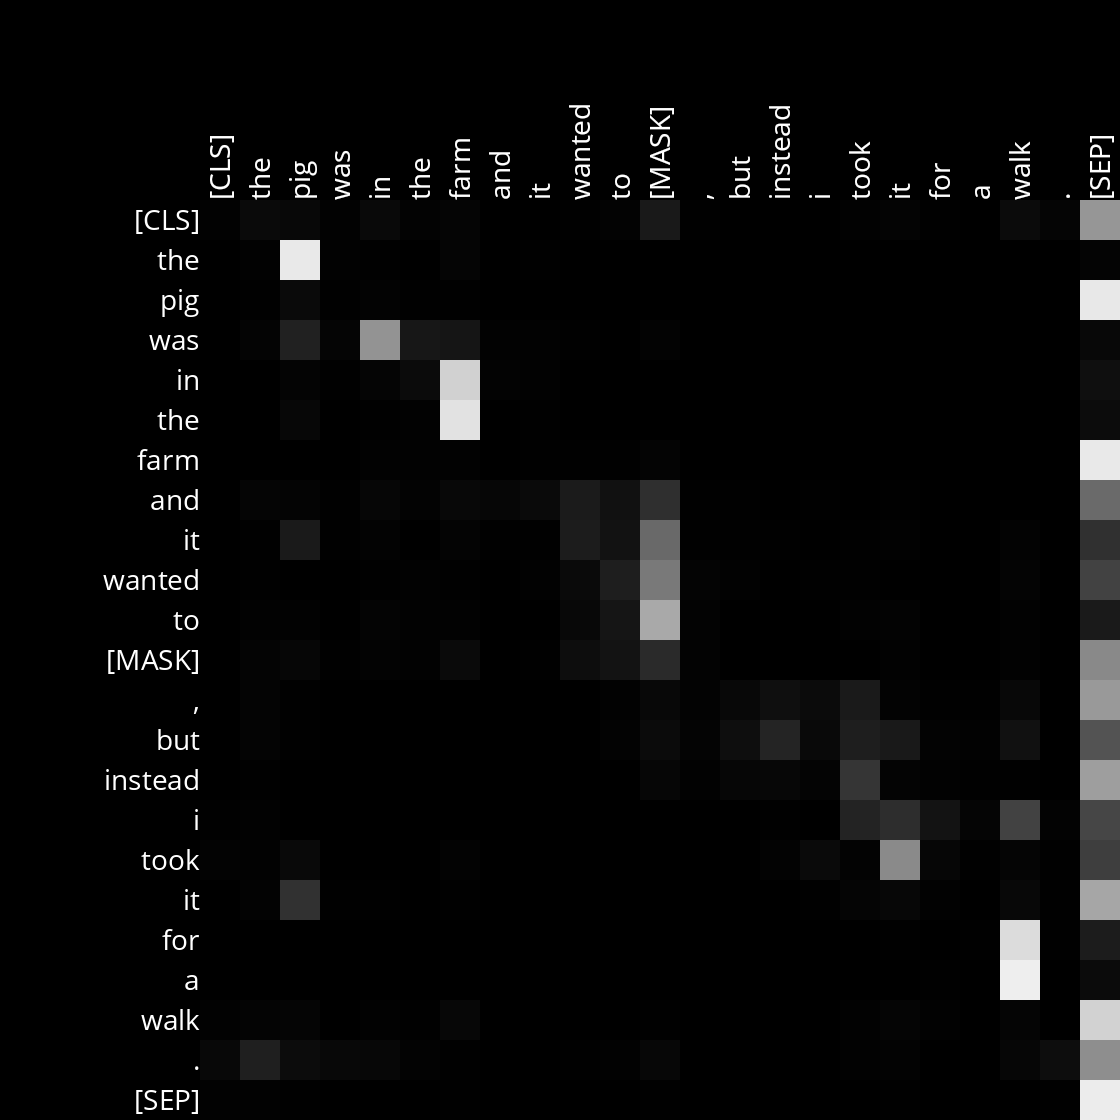 [CLS] the pig was in the farm and it wanted to [MASK] , but instead i took it for a walk . [SEP]
[CLS]
the
pig
was
in
the
farm
and
it
wanted
to
[MASK]
,
but
instead
i
took
it
for
a
walk
.
[SEP]